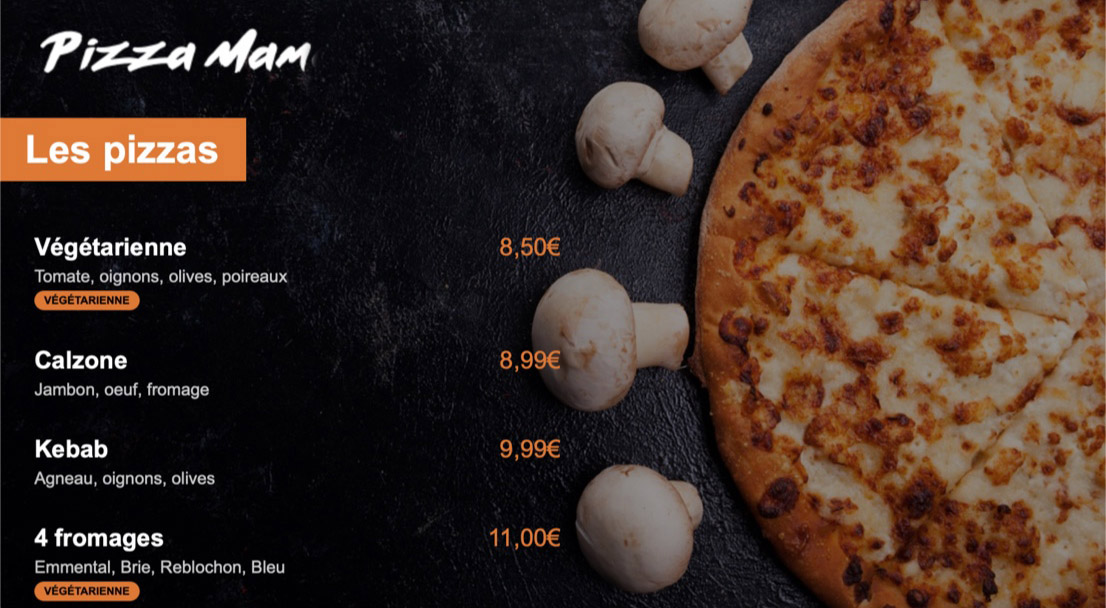 Pizza Mam
Les pizzas
Végétarienne 8,50€
Tomate, oignons, olives, poireaux
VÉGÉTARIENNE
Calzone 8,99€
Jambon, oeuf, fromage
Kebab 9,99€
Agneau, oignons, olives
4 fromages 11,00€
Emmental, Brie, Reblochon, Bleu
VÉGÉTARIENNE